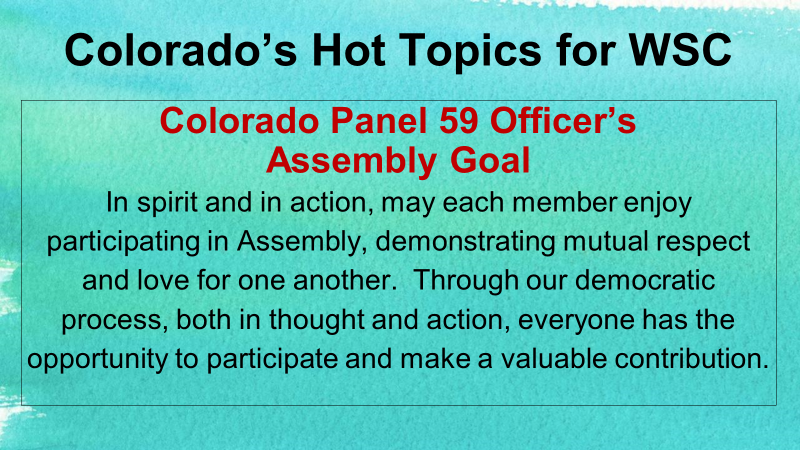 Colorado’s Hot Topics for WSC
Colorado Panel 59 Officer’s
Assembly Goal
In spirit and in action, may each member enjoy
participating in Assembly, demonstrating mutual respect
and love for one another.  Through our democratic
process, both in thought and action, everyone has the
opportunity to participate and make a valuable contribution.